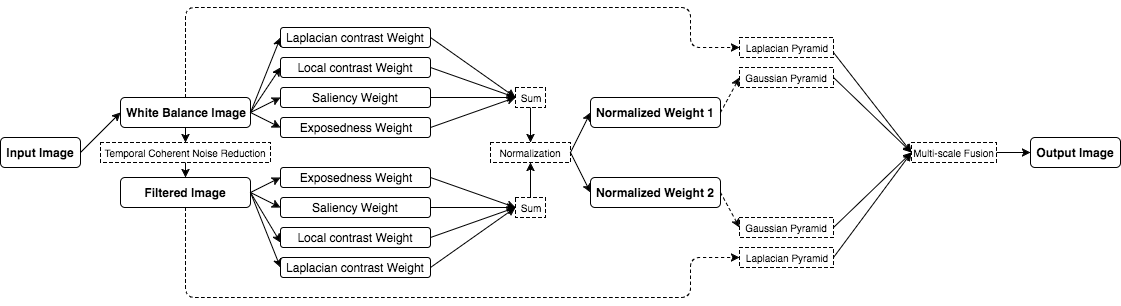 Input Image
White Balance Image
Temporal Coherent Noise Reduction
Filtered Image
Laplacian contrast Weight
Local contrast Weight
Saliency Weight
Exposedness Weight
Exposedness Weight
Saliency Weight
Local contrast Weight
Laplacian contrast Weight
Sum
Normalization
Sum
Normalized Weight 1
Normalized Weight 2
Laplacian Pyramid
Gaussian Pyramid
Gaussian Pyramid
Laplacian Pyramid
Multi-scale Fusion
Output Image